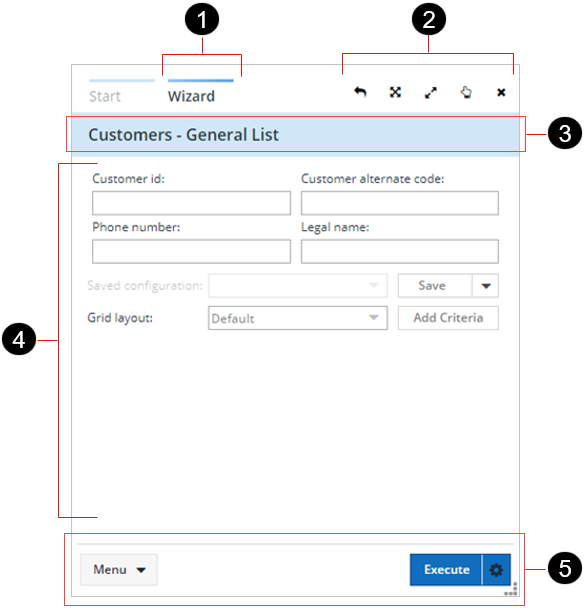 1 2
Start Wizard
Customers - General List 3
Customer id: Customer alternate code:
Phone number: Legal name:
Saved configuration: Save
4
Grid layout: Default Add Criteria
Menu Execute 5